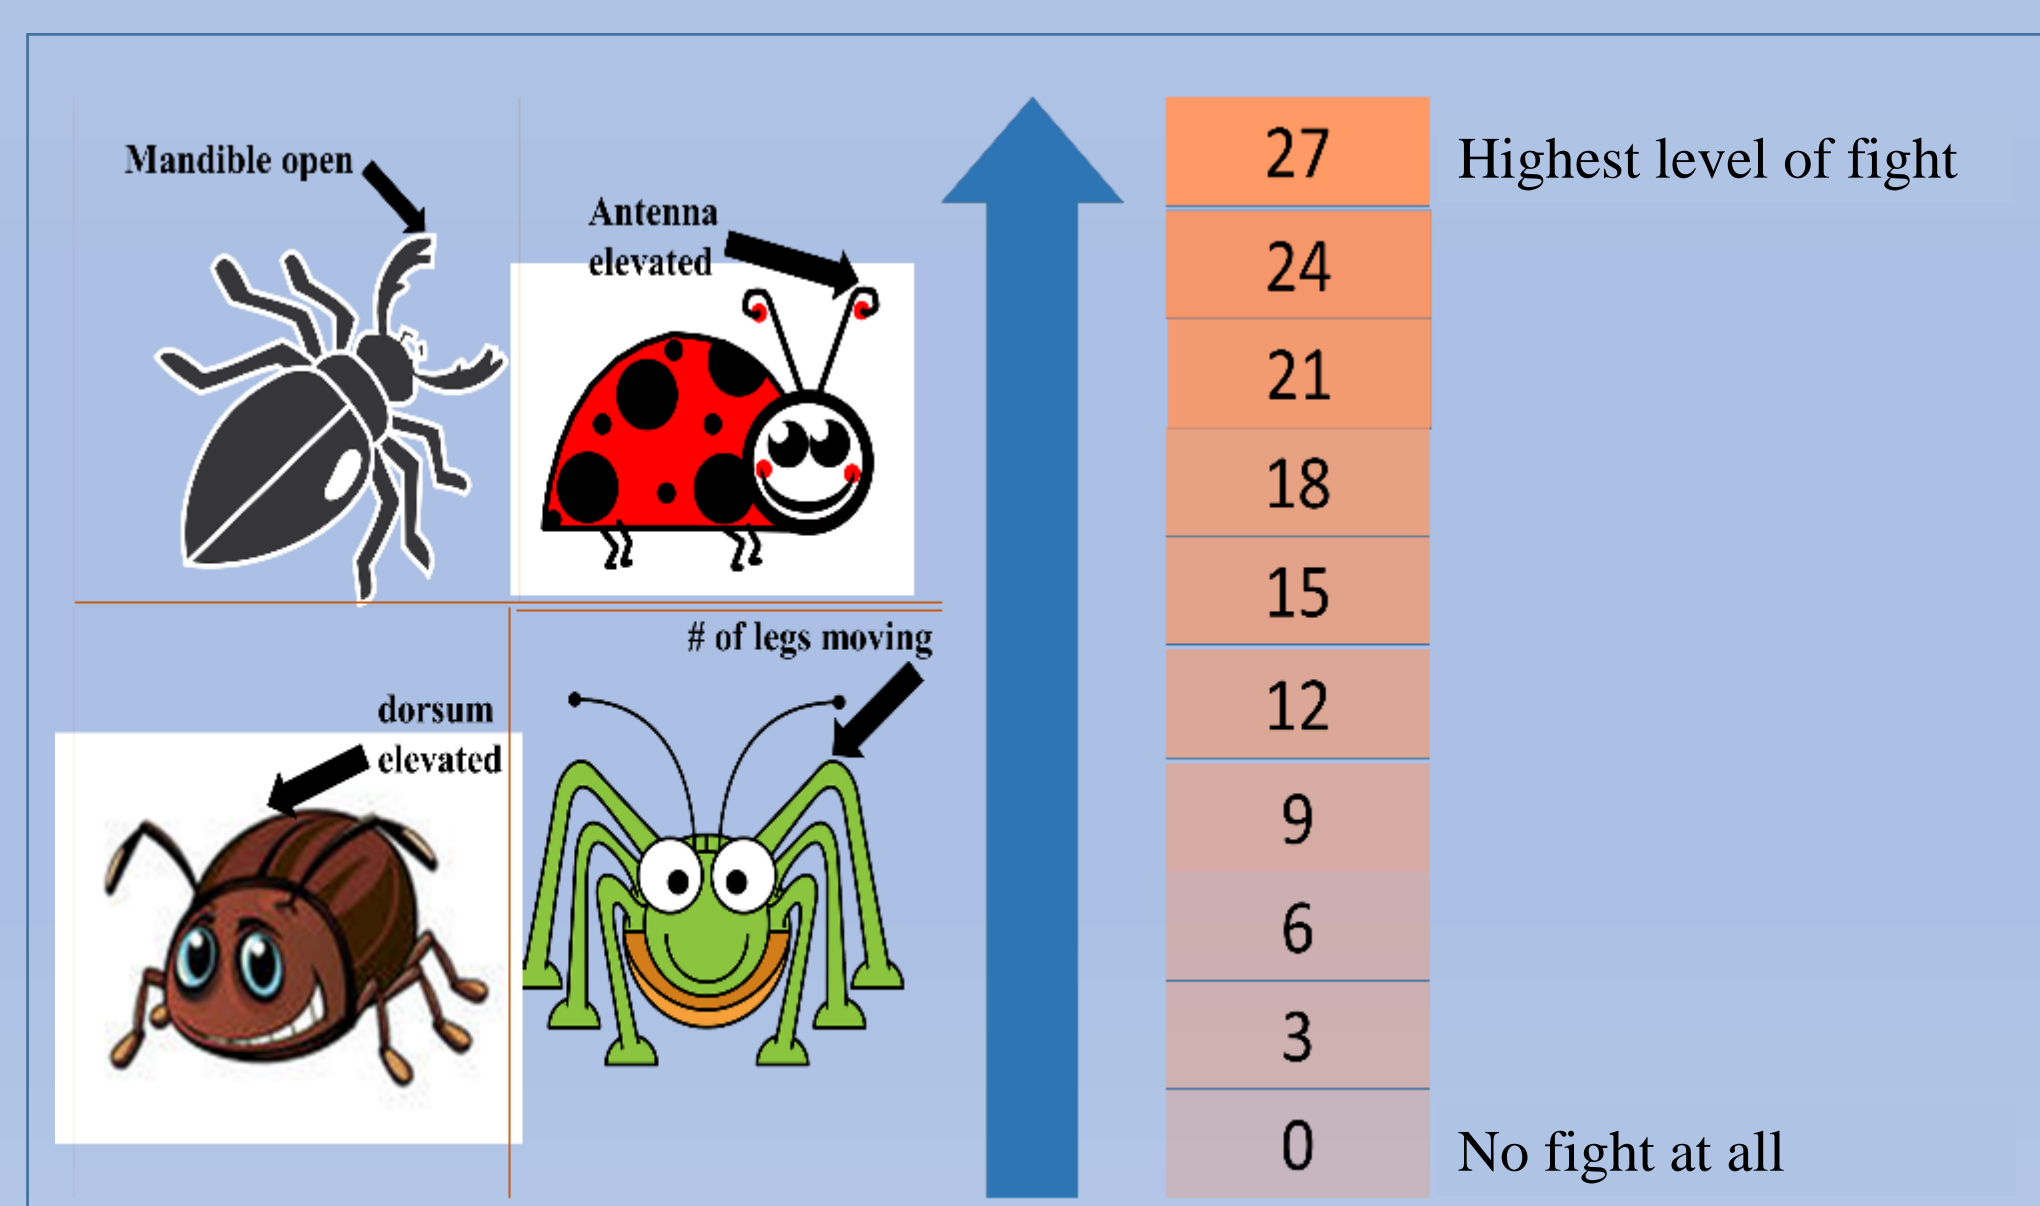 Mandible open
Antenna
elevated
# of legs moving
dorsum
elevated
27 Highest level of fight
24
21
18
15
12
9
6
3
0 No fight at all